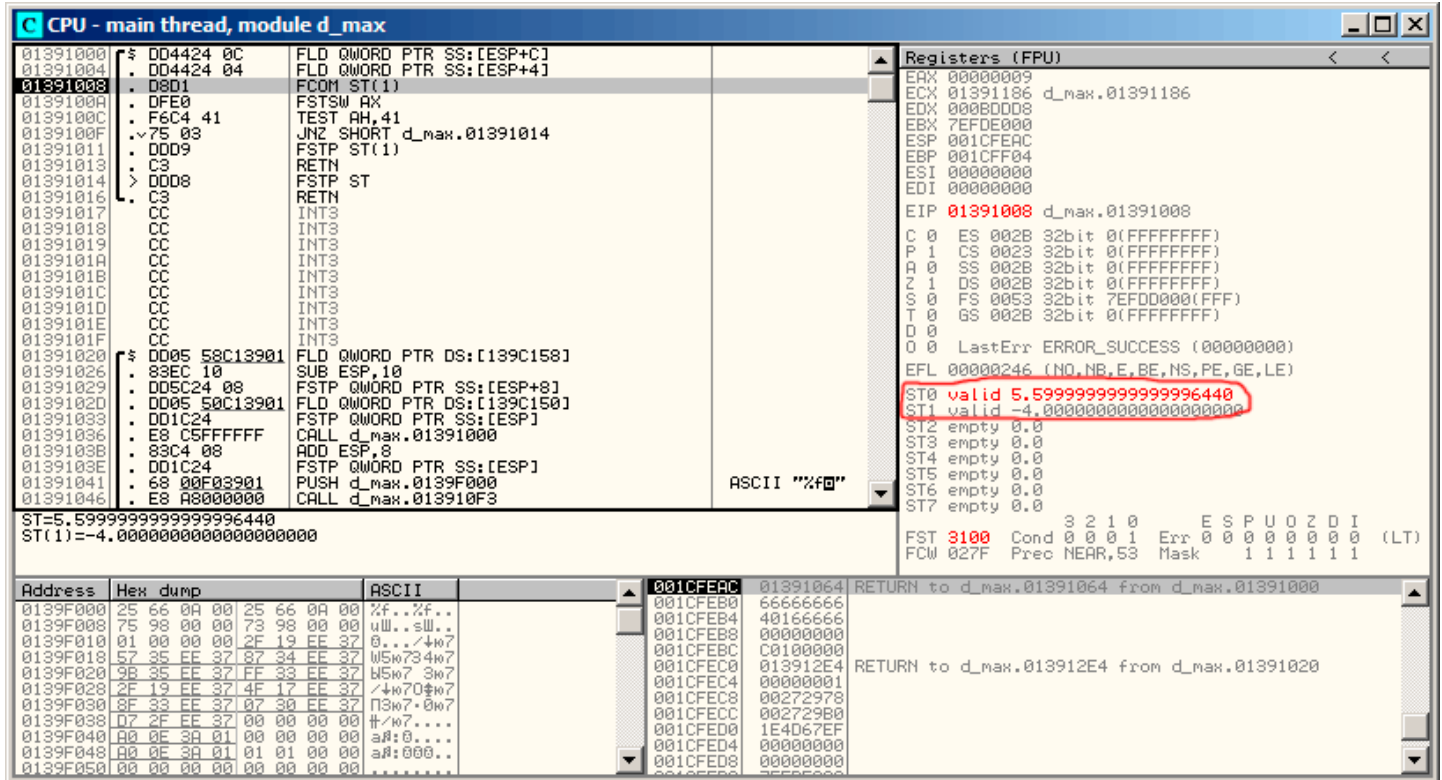 CPU - main thread, module d_max
01391000 $ DD4424 0C FLD QWORD PTR SS:[ESP+C]
01391004 . DD4424 04 FLD QWORD PTR SS:[ESP+4]
01391008 . D8D1 FCOM ST(1)
0139100A . DFE0 FSTSW AX
0139100C . F6C4 41 TEST AH,41
0139100F .v75 03 JNZ SHORT d_max.01391014
01391011 . DDD9 FSTP ST(1)
01391013 . C3 RETN
01391014 > DDD8 FSTP ST
01391016 . C3 RETN
01391017 CC INT3
01391018 CC INT3
01391019 CC INT3
0139101A CC INT3
0139101B CC INT3
0139101C CC INT3
0139101D CC INT3
0139101E CC INT3
0139101F CC INT3
01391020 $ DD05 58C13901 FLD QWORD PTR DS:[139C158]
01391026 . 83EC 10 SUB ESP,10
01391029 . DD5C24 08 FSTP QWORD PTR SS:[ESP+8]
0139102D . DD05 50C13901 FLD QWORD PTR DS:[139C150]
01391033 . DD1C24 FSTP QWORD PTR SS:[ESP]
01391036 . E8 C5FFFFFF CALL d_max.01391000
0139103B . 83C4 08 ADD ESP,8
0139103E . DD1C24 FSTP QWORD PTR SS:[ESP]
01391041 . 68 00F03901 PUSH d_max.0139F000 ASCII "%f◙"
01391046 . E8 A8000000 CALL d_max.013910F3
ST=5.5999999999999996440
ST(1)=-4.0000000000000000000
Registers (FPU) < <
EAX 00000009
ECX 01391186 d_max.01391186
EDX 000BDDD8
EBX 7EFDE000
ESP 001CFEAC
EBP 001CFF04
ESI 00000000
EDI 00000000
EIP 01391008 d_max.01391008
C 0 ES 002B 32bit 0(FFFFFFFF)
P 1 CS 0023 32bit 0(FFFFFFFF)
A 0 SS 002B 32bit 0(FFFFFFFF)
Z 1 DS 002B 32bit 0(FFFFFFFF)
S 0 FS 0053 32bit 7EFDD000(FFF)
T 0 GS 002B 32bit 0(FFFFFFFF)
D 0
O 0 LastErr ERROR_SUCCESS (00000000)
EFL 00000246 (NO,NB,E,BE,NS,PE,GE,LE)
ST0 valid 5.5999999999999996440
ST1 valid -4.0000000000000000000
ST2 empty 0.0
ST3 empty 0.0
ST4 empty 0.0
ST5 empty 0.0
ST6 empty 0.0
ST7 empty 0.0
3 2 1 0 E S P U O Z D I
FST 3100 Cond 0 0 0 1 Err 0 0 0 0 0 0 0 0 (LT)
FCW 027F Prec NEAR,53 Mask 1 1 1 1 1 1
Address Hex dump ASCII
0139F000 25 66 0A 00 25 66 0A 00 %f..%f..
0139F008 75 98 00 00 73 98 00 00 uШ..sШ..
0139F010 01 00 00 00 2F 19 EE 37
0139F018 57 35 EE 37 87 34 EE 37
0139F020 9B 35 EE 37 FF 33 EE 37
0139F028 2F 19 EE 37 4F 17 EE 37
0139F030 8F 33 EE 37 07 30 EE 37
0139F038 D7 2F EE 37 00 00 00 00
0139F040 A0 0E 3A 01 00 00 00 00
0139F048 A0 0E 3A 01 01 01 00 00
0139F050 00 00 00 00 00 00 00 00 ........
001CFEAC 01391064 RETURN to d_max.01391064 from d_max.01391000
001CFEB0 66666666
001CFEB4 40166666
001CFEB8 00000000
001CFEBC C0100000
001CFEC0 013912E4 RETURN to d_max.013912E4 from d_max.01391020
001CFEC4 00000001
001CFEC8 00272978
001CFECC 002729B0
001CFED0 1E4D67EF
001CFED4 00000000
001CFED8 00000000